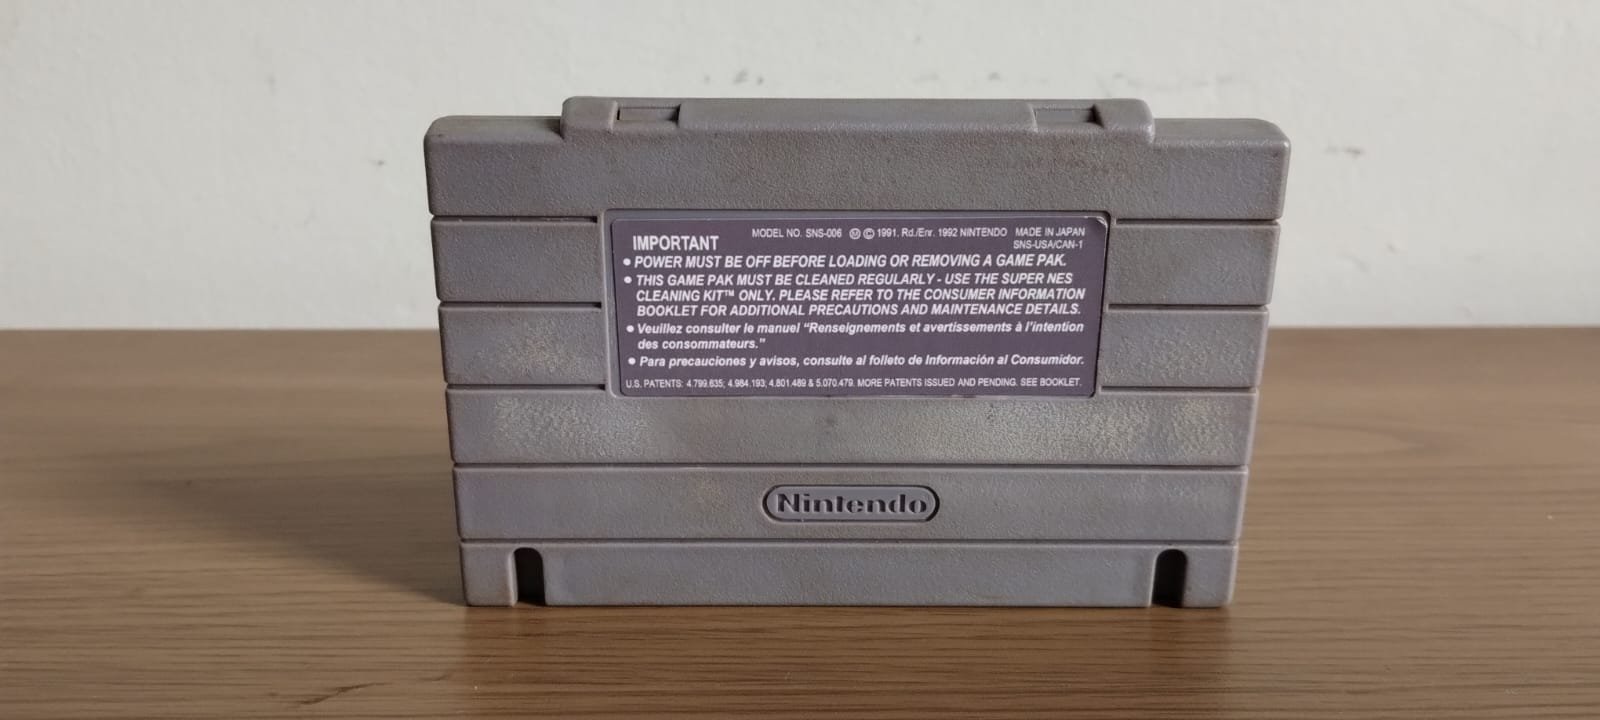 IMPORTANT
MODEL NO. SNS-006 Ⓜ © 1991. Rd./Enr. 1992 NINTENDO MADE IN JAPAN
SNS-USA/CAN-1
• POWER MUST BE OFF BEFORE LOADING OR REMOVING A GAME PAK.
• THIS GAME PAK MUST BE CLEANED REGULARLY - USE THE SUPER NES
CLEANING KIT™ ONLY. PLEASE REFER TO THE CONSUMER INFORMATION
BOOKLET FOR ADDITIONAL PRECAUTIONS AND MAINTENANCE DETAILS.
• Veuillez consulter le manuel “Renseignements et avertissements à l’intention
des consommateurs.”
• Para precauciones y avisos, consulte al folleto de Información al Consumidor.
U.S. PATENTS: 4.799.635; 4.984.193; 4.801.489 & 5.070.479. MORE PATENTS ISSUED AND PENDING. SEE BOOKLET.
Nintendo